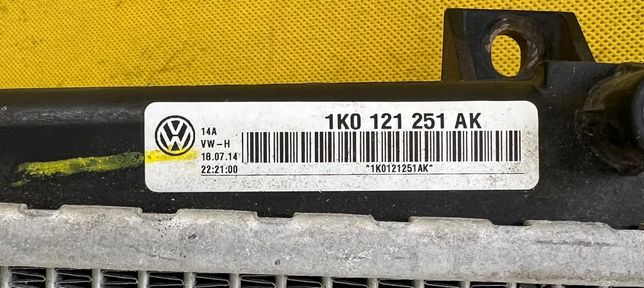 1K0 121 251 AK
14A
VW-H
18.07.14
22:21:00
*1K0121251AK*